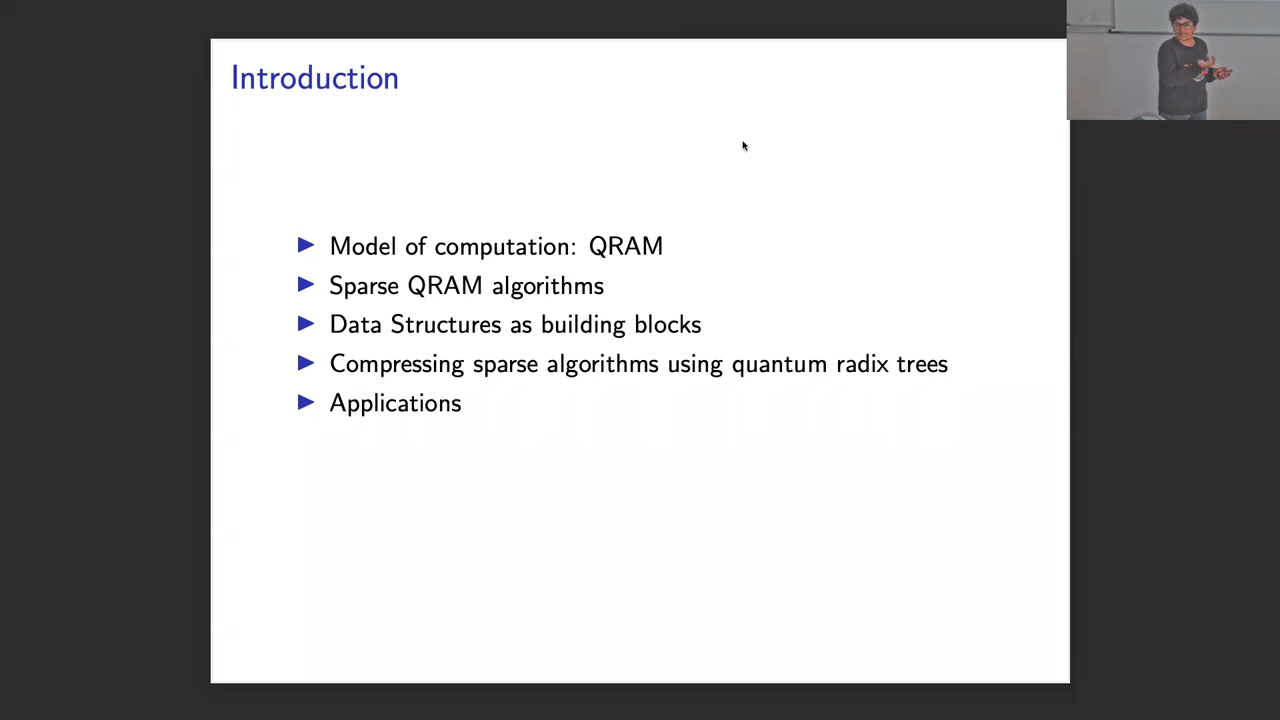 Introduction
Model of computation: QRAM
Sparse QRAM algorithms
Data Structures as building blocks
Compressing sparse algorithms using quantum radix trees
Applications